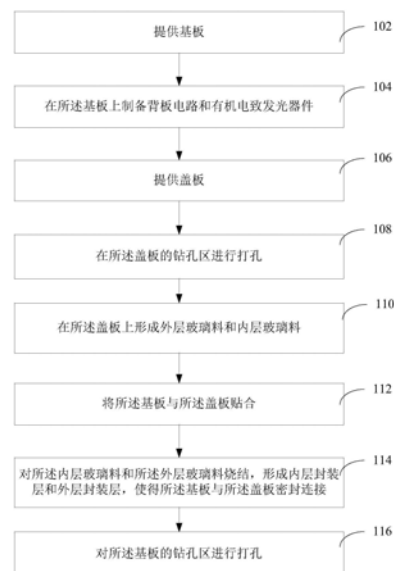 提供基板
102
在所述基板上制备背板电路和有机电致发光器件
104
提供盖板
106
在所述盖板的钻孔区进行打孔
108
在所述盖板上形成外层玻璃料和内层玻璃料
110
将所述基板与所述盖板贴合
112
对所述内层玻璃料和所述外层玻璃料烧结，形成内层封装
层和外层封装层，使得所述基板与所述盖板密封连接
114
对所述基板的钻孔区进行打孔
116